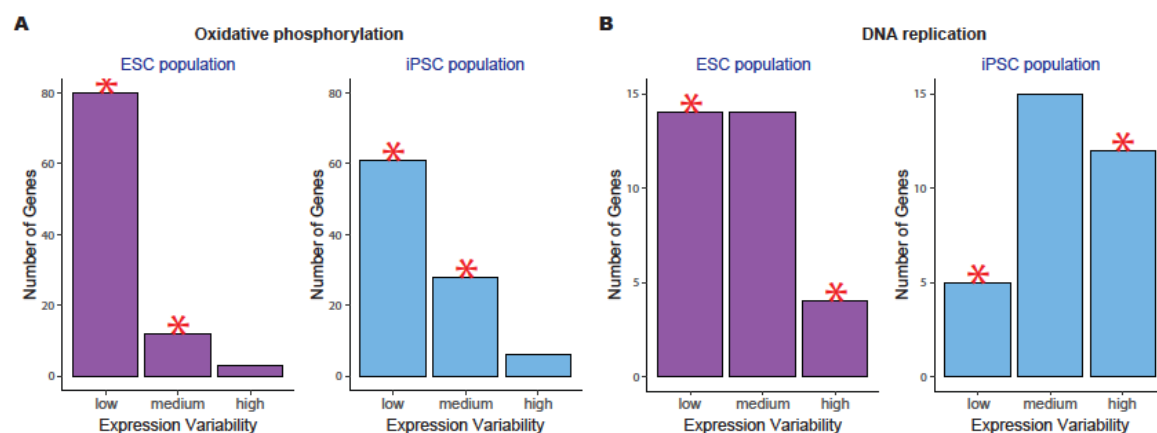 A
Oxidative phosphorylation
ESC population
iPSC population
Number of Genes
80
60
40
20
0
low medium high
Expression Variability
Number of Genes
80
60
40
20
0
low medium high
Expression Variability
B
DNA replication
ESC population
iPSC population
Number of Genes
15
10
5
0
low medium high
Expression Variability
Number of Genes
15
10
5
0
low medium high
Expression Variability